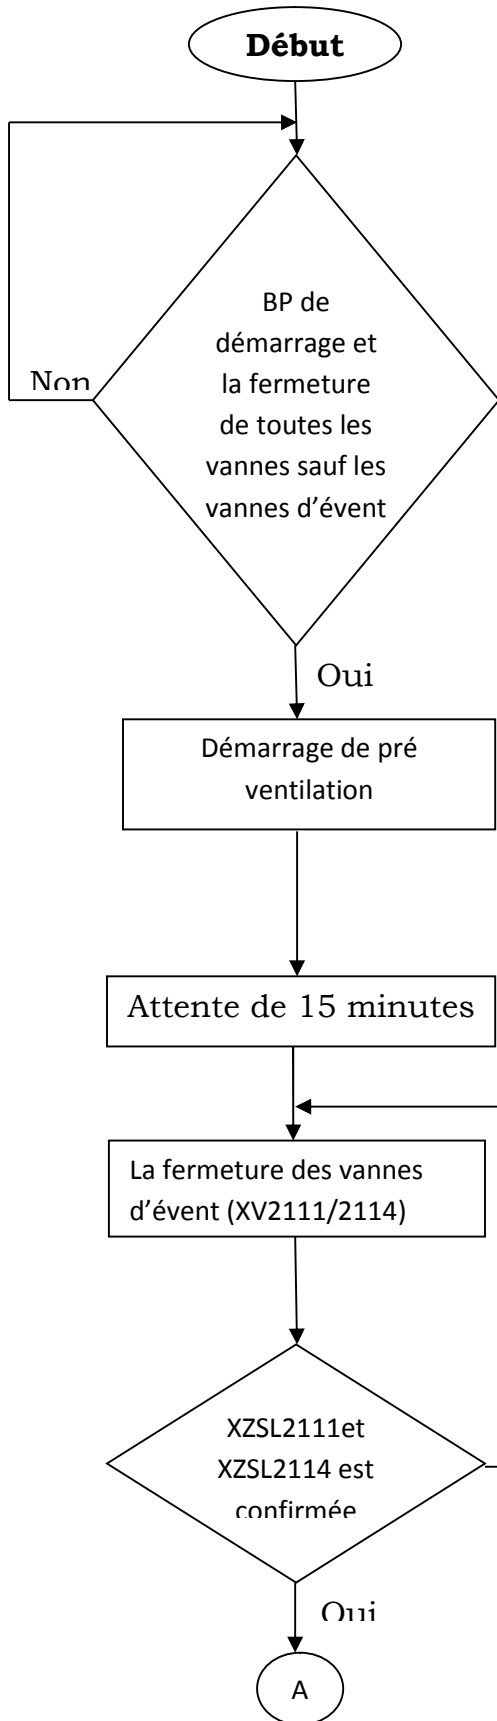 Début
BP de
démarrage et
la fermeture
de toutes les
vannes sauf les
vannes d’évent
Non
Oui
Démarrage de pré
ventilation
Attente de 15 minutes
La fermeture des vannes
d’évent (XV2111/2114)
XZSL2111et
XZSL2114 est
confirmée
Oui
A